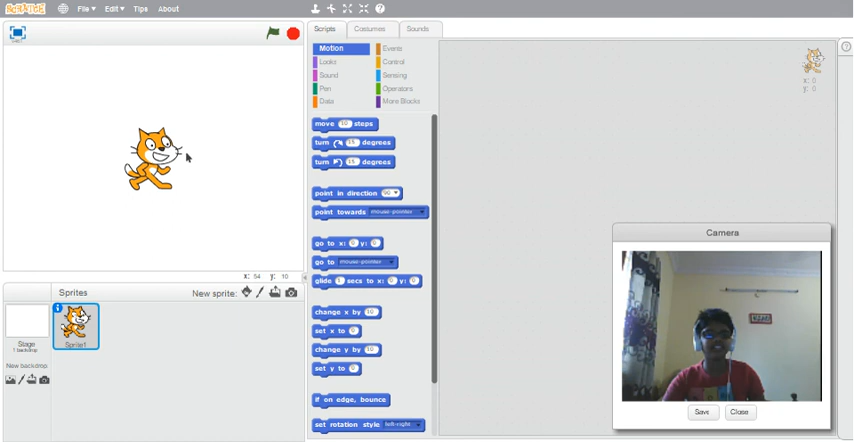 SCRATCH File ▾ Edit ▾ Tips About
Scripts Costumes Sounds
Motion Events
Looks Control
Sound Sensing
Pen Operators
Data More Blocks
x: 0
y: 0
move 10 steps
turn 15 degrees
turn 15 degrees
point in direction 90▾
point towards mouse-pointer
go to x: 0 y: 0
go to mouse-pointer
glide 1 secs to x: 0 y: 0
change x by 10
set x to 0
change y by 10
set y to 0
if on edge, bounce
set rotation style left-right
x: 54 y: 10
Sprites New sprite:
Stage
1 backdrop
New backdrop:
Sprite1
Camera
Save Close